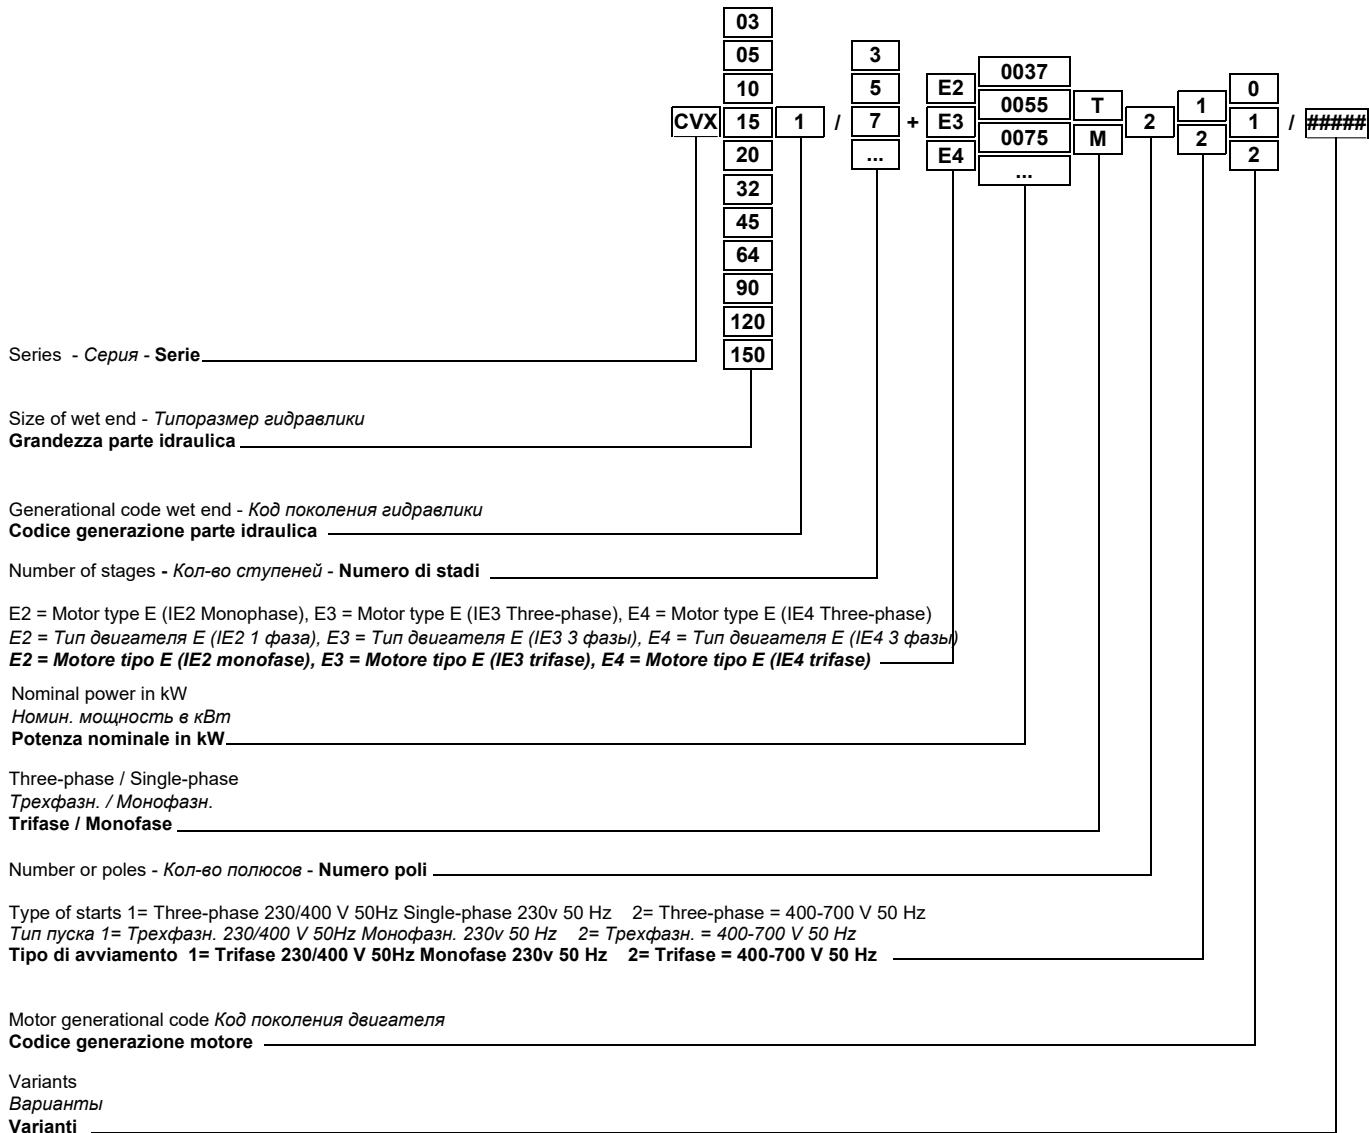 03
05 3
10 5 E2 0037 0
CVX 15 1 / 7 + E3 0055 T 2 1 1 / #####
20 ... E4 0075 M 2 2
32 ...
45
64
90
120
150
Series - Серия - Serie
Size of wet end - Типоразмер гидравлики
Grandezza parte idraulica
Generational code wet end - Код поколения гидравлики
Codice generazione parte idraulica
Number of stages - Кол-во ступеней - Numero di stadi
E2 = Motor type E (IE2 Monophase), E3 = Motor type E (IE3 Three-phase), E4 = Motor type E (IE4 Three-phase)
E2 = Тип двигателя E (IE2 1 фаза), E3 = Тип двигателя E (IE3 3 фазы), E4 = Тип двигателя E (IE4 3 фазы)
E2 = Motore tipo E (IE2 monofase), E3 = Motore tipo E (IE3 trifase), E4 = Motore tipo E (IE4 trifase)
Nominal power in kW
Номин. мощность в кВт
Potenza nominale in kW
Three-phase / Single-phase
Трехфазн. / Монофазн.
Trifase / Monofase
Number or poles - Кол-во полюсов - Numero poli
Type of starts 1= Three-phase 230/400 V 50Hz Single-phase 230v 50 Hz 2= Three-phase = 400-700 V 50 Hz
Тип пуска 1= Трехфазн. 230/400 V 50Hz Монофазн. 230v 50 Hz 2= Трехфазн. = 400-700 V 50 Hz
Tipo di avviamento 1= Trifase 230/400 V 50Hz Monofase 230v 50 Hz 2= Trifase = 400-700 V 50 Hz
Motor generational code Код поколения двигателя
Codice generazione motore
Variants
Варианты
Varianti